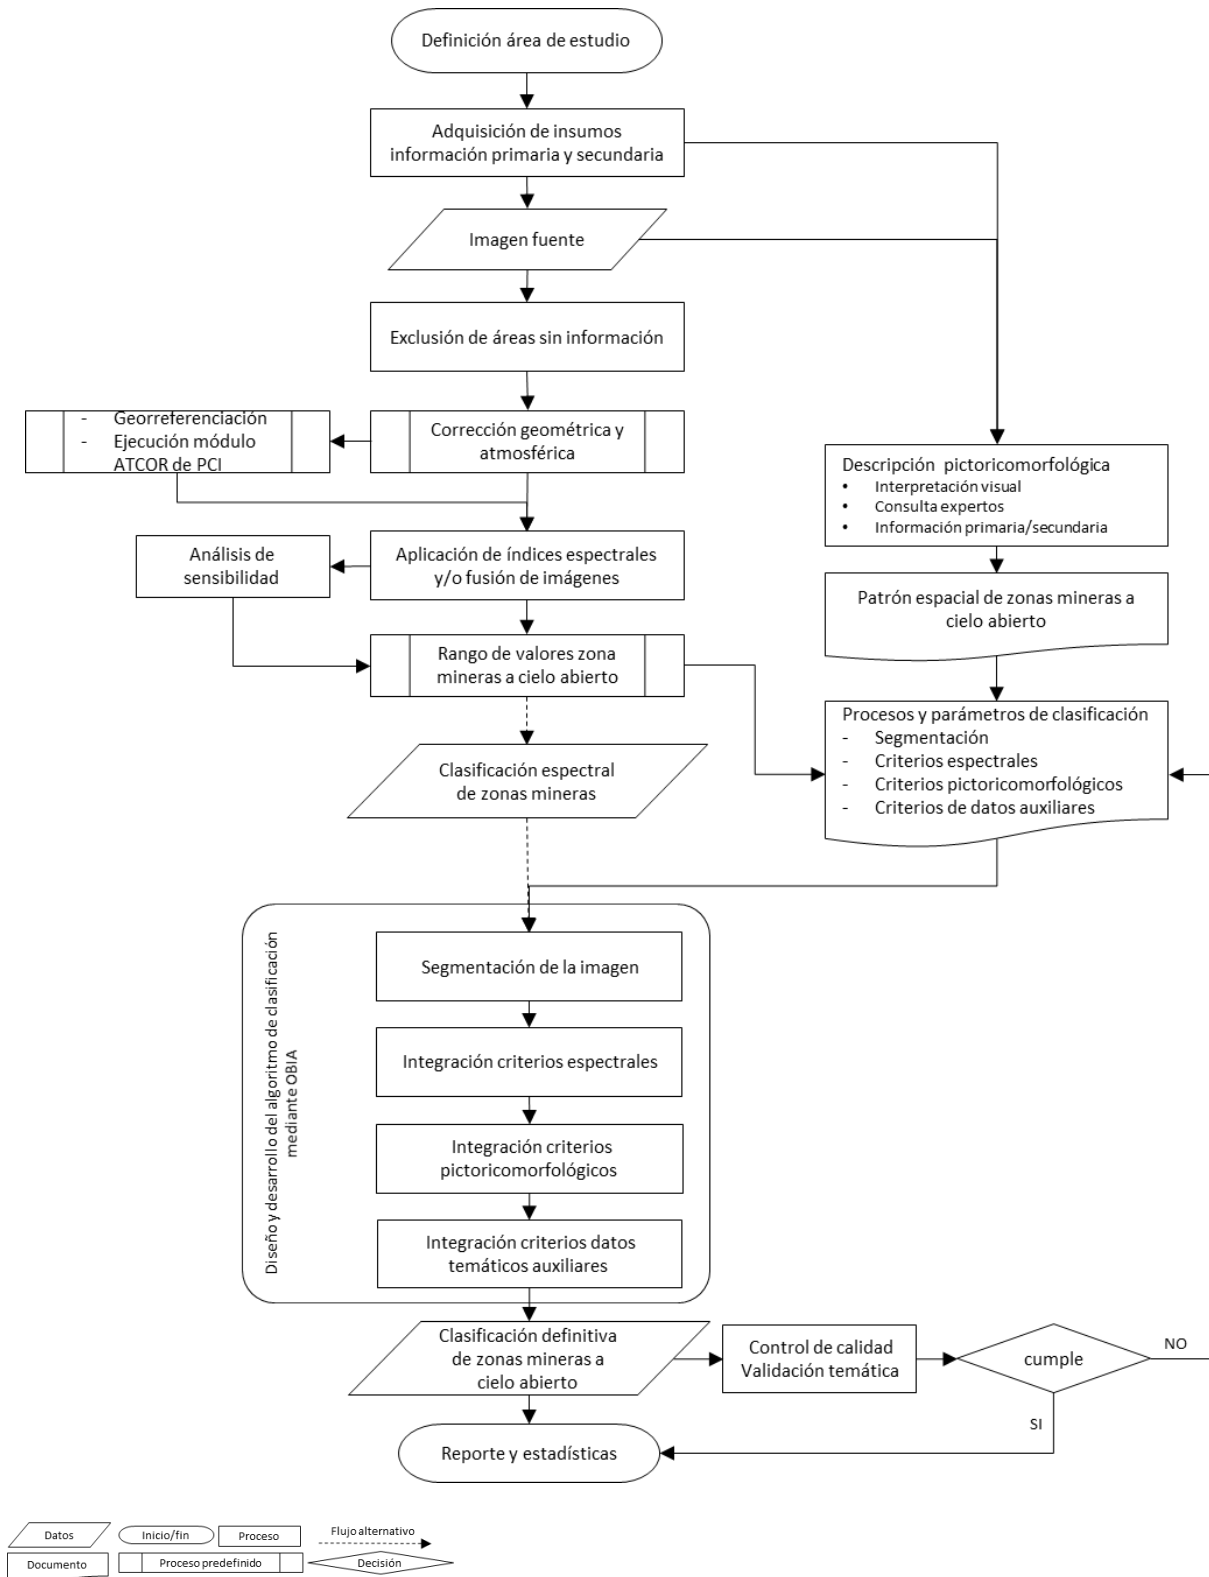 Definición área de estudio
Adquisición de insumos
información primaria y secundaria
Imagen fuente
Exclusión de áreas sin información
- Georreferenciación
- Ejecución módulo
ATCOR de PCI
Corrección geométrica y
atmosférica
Descripción pictoricomorfológica
• Interpretación visual
• Consulta expertos
• Información primaria/secundaria
Análisis de
sensibilidad
Aplicación de índices espectrales
y/o fusión de imágenes
Patrón espacial de zonas mineras a
cielo abierto
Rango de valores zona
mineras a cielo abierto
Procesos y parámetros de clasificación
- Segmentación
- Criterios espectrales
- Criterios pictoricomorfológicos
- Criterios de datos auxiliares
Clasificación espectral
de zonas mineras
Diseño y desarrollo del algoritmo de clasificación
mediante OBIA
Segmentación de la imagen
Integración criterios espectrales
Integración criterios
pictoricomorfológicos
Integración criterios datos
temáticos auxiliares
Clasificación definitiva
de zonas mineras a
cielo abierto
Control de calidad
Validación temática
cumple
NO
SI
Reporte y estadísticas
Datos
Inicio/fin
Proceso
Flujo alternativo
Documento
Proceso predefinido
Decisión